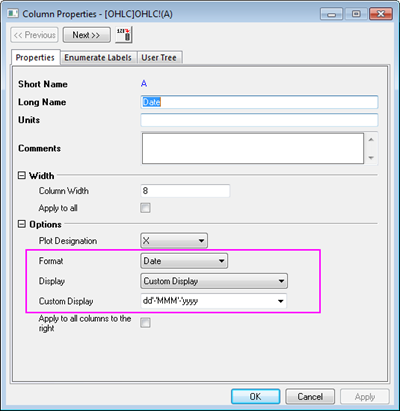 Column Properties - [OHLC]OHLC!(A)
<< Previous Next >>
Properties Enumerate Labels User Tree
Short Name A
Long Name Date
Units
Comments
Width
Column Width 8
Apply to all
Options
Plot Designation X
Format Date
Display Custom Display
Custom Display dd'-'MMM'-'yyyy
Apply to all columns to the
right
OK Cancel Apply